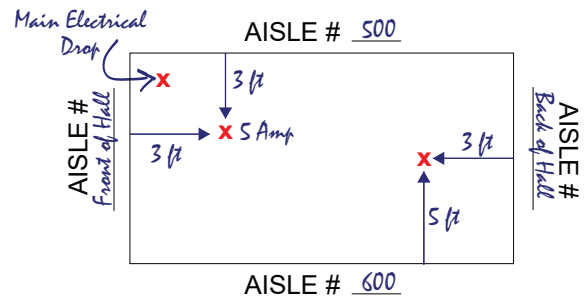 Main Electrical
Drop
AISLE # 500
X
3 ft
AISLE #
Front of Hall
X 5 Amp
3 ft
X
3 ft
5 ft
AISLE #
Back of Hall
AISLE # 600